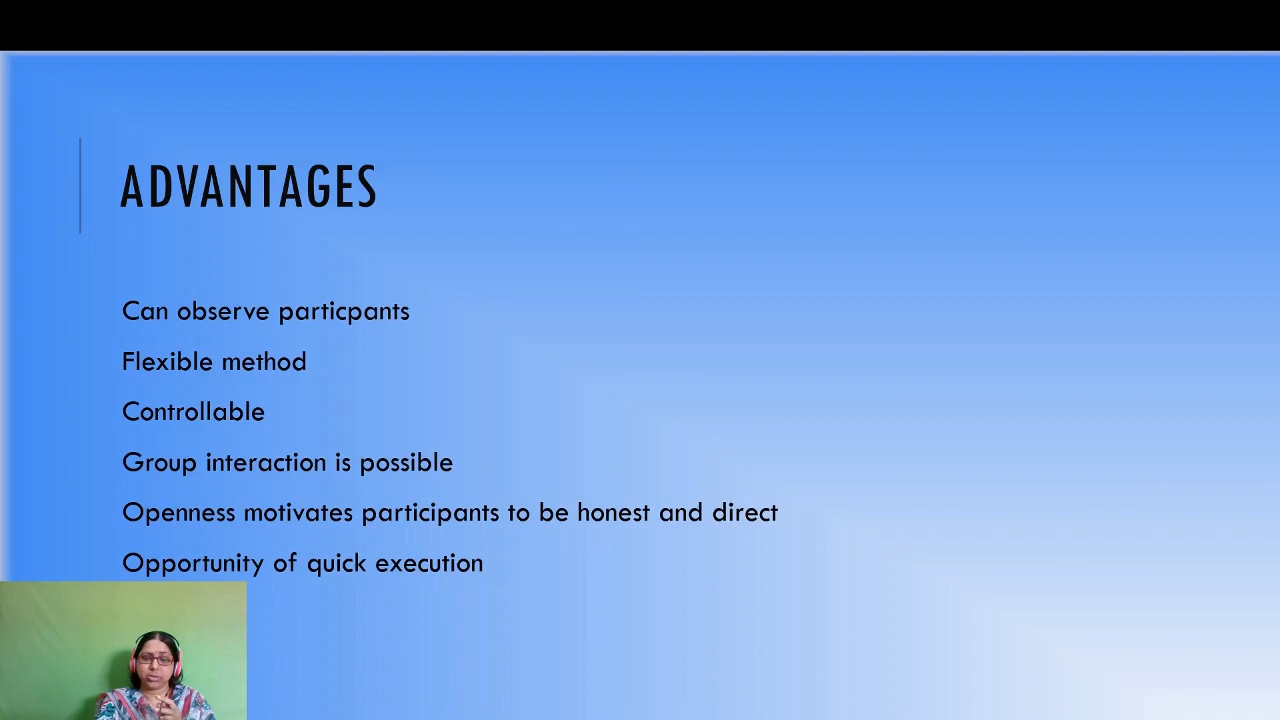 ADVANTAGES
Can observe particpants
Flexible method
Controllable
Group interaction is possible
Openness motivates participants to be honest and direct
Opportunity of quick execution